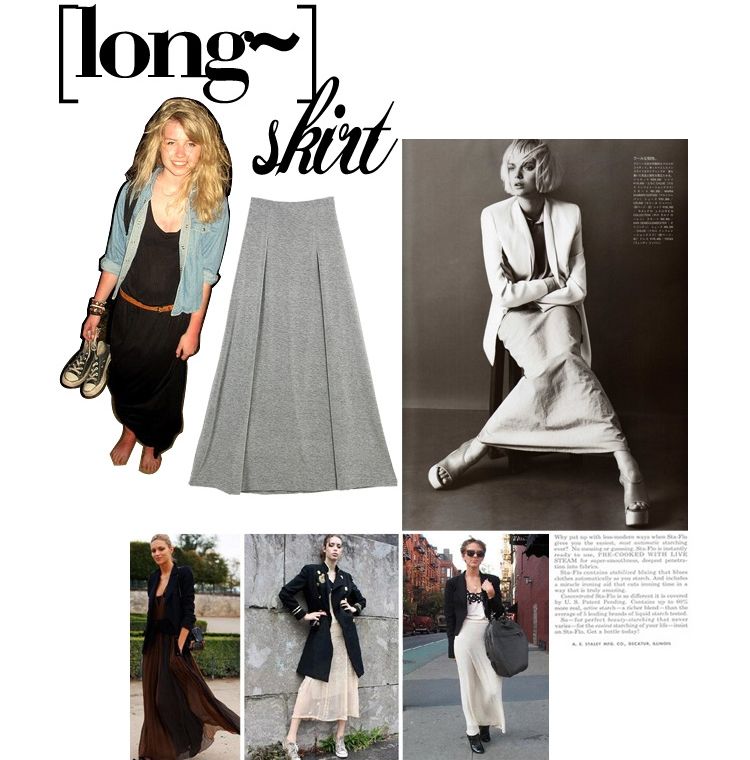 [long~]
skirt
Why put up with less-modern ways when Sta-Flo
gives you the easiest, most automatic starching
ever? No messing or guessing. Sta-Flo is instantly
ready to use, PRE-COOKED WITH LIVE
STEAM for super-smoothness, deepest penetra-
tion into fabrics.
Sta-Flo contains stabilized bluing that blues
clothes automatically as you starch. And includes
a miracle ironing aid that cuts ironing time in a
way that is truly amazing.
Concentrated Sta-Flo is so different it is covered
by U. S. Patent Pending. Contains up to 60%
more real, active starch—a richer blend—than the
average of 5 leading brands of liquid starch tested.
So—for perfect beauty-starching that never
varies—for the easiest starching of your life—insist
on Sta-Flo. Get a bottle today!
A. E. STALEY MFG. CO., DECATUR, ILLINOIS